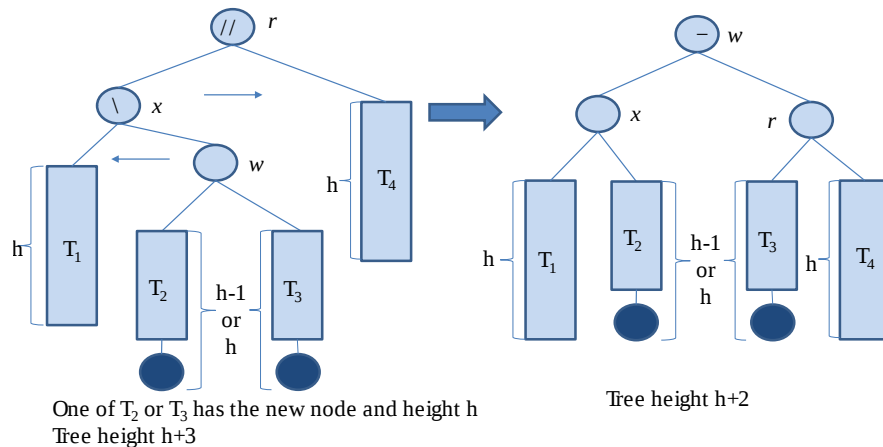 // r
– w
\ x
x
r
w
h
T4
T1
h
T2
h-1
or
h
T3
h
T1
T2
h-1
or
h
T3
h
T4
One of T2 or T3 has the new node and height h
Tree height h+3
Tree height h+2